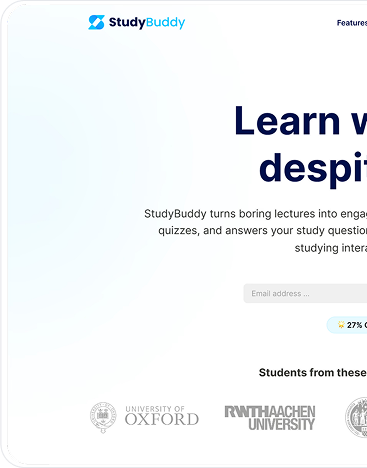 StudyBuddy
Features
Learn w
despit
StudyBuddy turns boring lectures into engag
quizzes, and answers your study question
studying intera
Email address ...
27%
Students from these
UNIVERSITY OF
OXFORD
RWTHAACHEN
UNIVERSITY